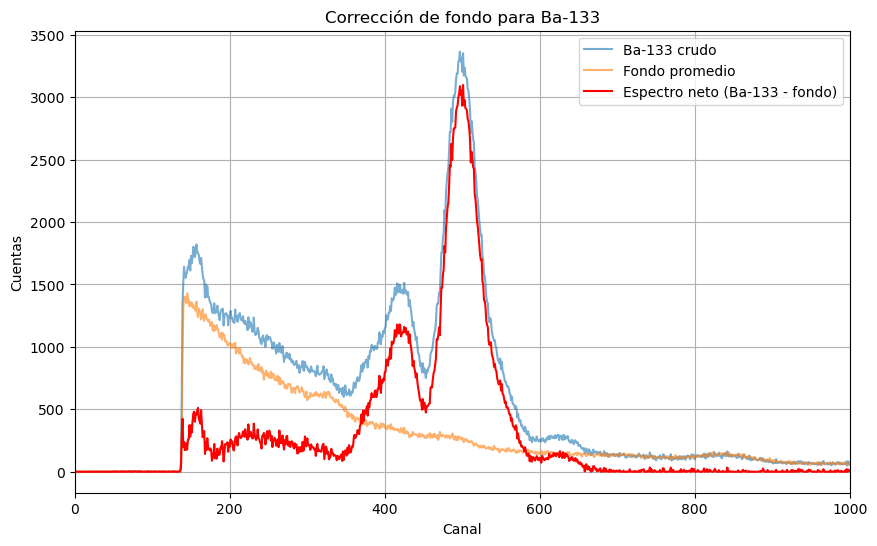 Corrección de fondo para Ba-133
Ba-133 crudo
Fondo promedio
Espectro neto (Ba-133 - fondo)
Cuentas
3500
3000
2500
2000
1500
1000
500
0
0 200 400 600 800 1000
Canal